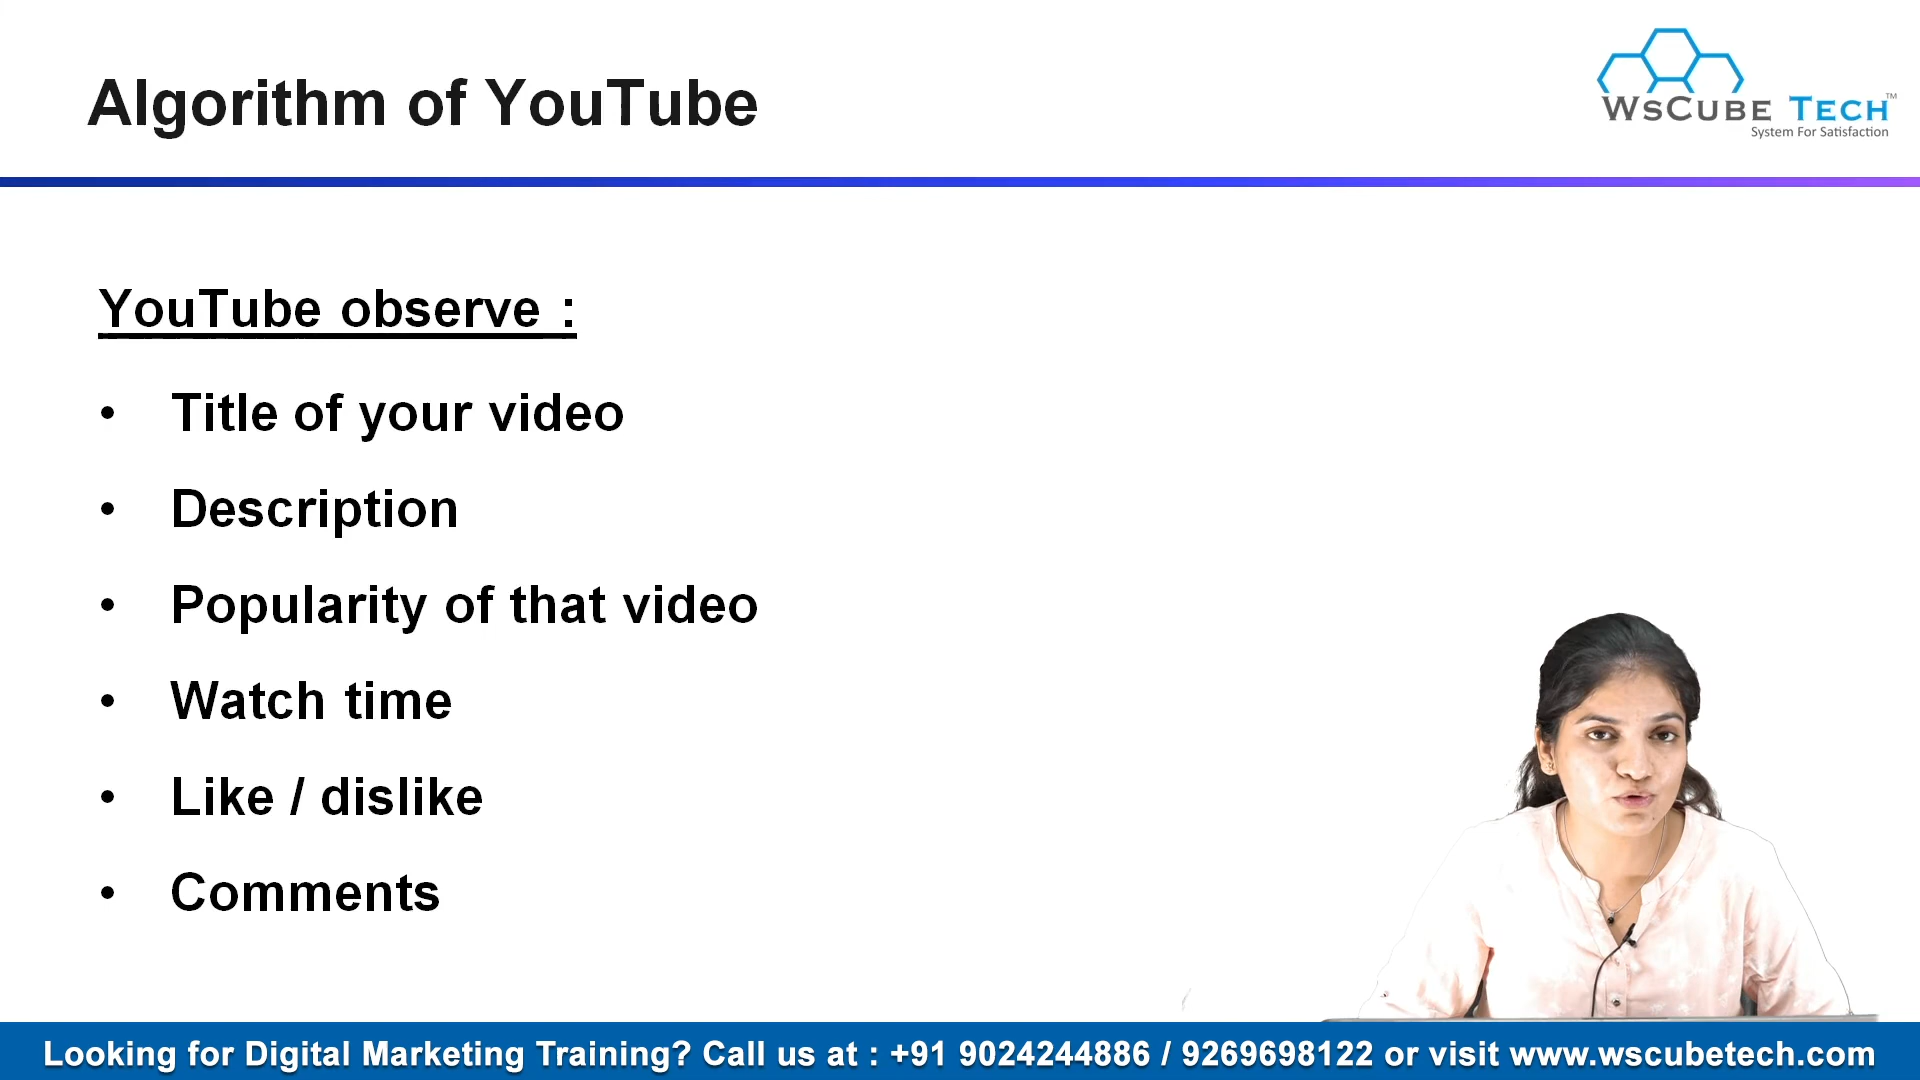 Algorithm of YouTube
WSCUBE TECH™
System For Satisfaction
YouTube observe :
• Title of your video
• Description
• Popularity of that video
• Watch time
• Like / dislike
• Comments
Looking for Digital Marketing Training? Call us at : +91 9024244886 / 9269698122 or visit www.wscubetech.com